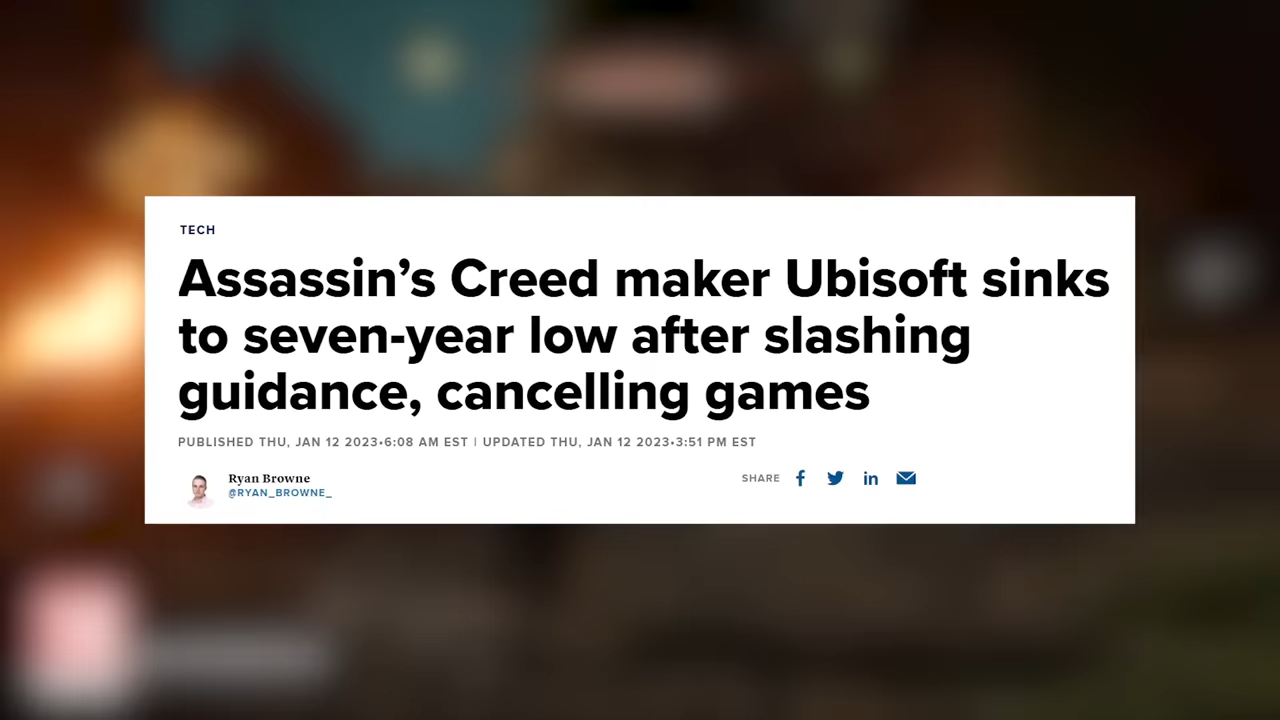 TECH
Assassin’s Creed maker Ubisoft sinks
to seven-year low after slashing
guidance, cancelling games
PUBLISHED THU, JAN 12 2023•6:08 AM EST | UPDATED THU, JAN 12 2023•3:51 PM EST
Ryan Browne
@RYAN_BROWNE_
SHARE